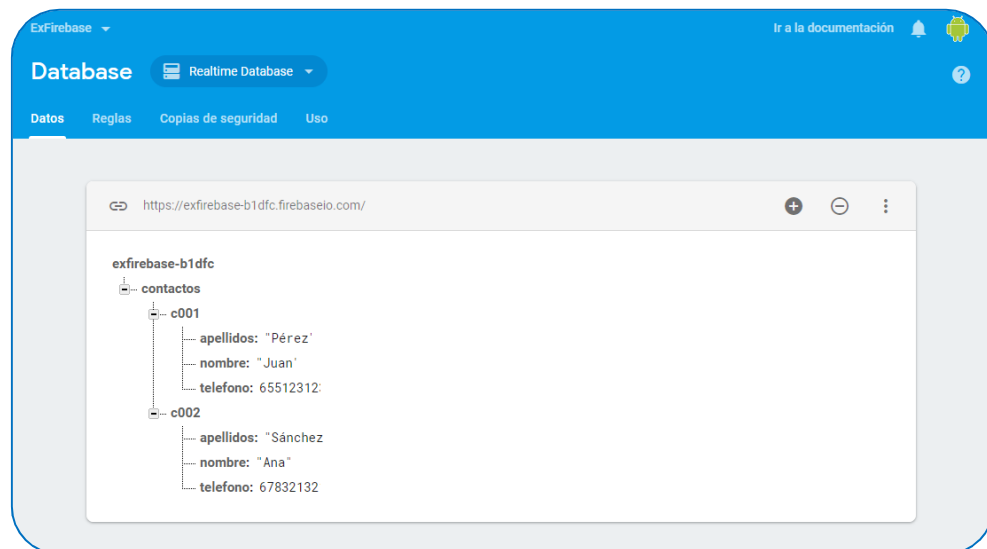 ExFirebase
Ir a la documentación
Database
Realtime Database
Datos Reglas Copias de seguridad Uso
https://exfirebase-b1dfc.firebaseio.com/
exfirebase-b1dfc
contactos
c001
apellidos: "Pérez'
nombre: "Juan'
telefono: 65512312
c002
apellidos: "Sánchez
nombre: "Ana"
telefono: 67832132